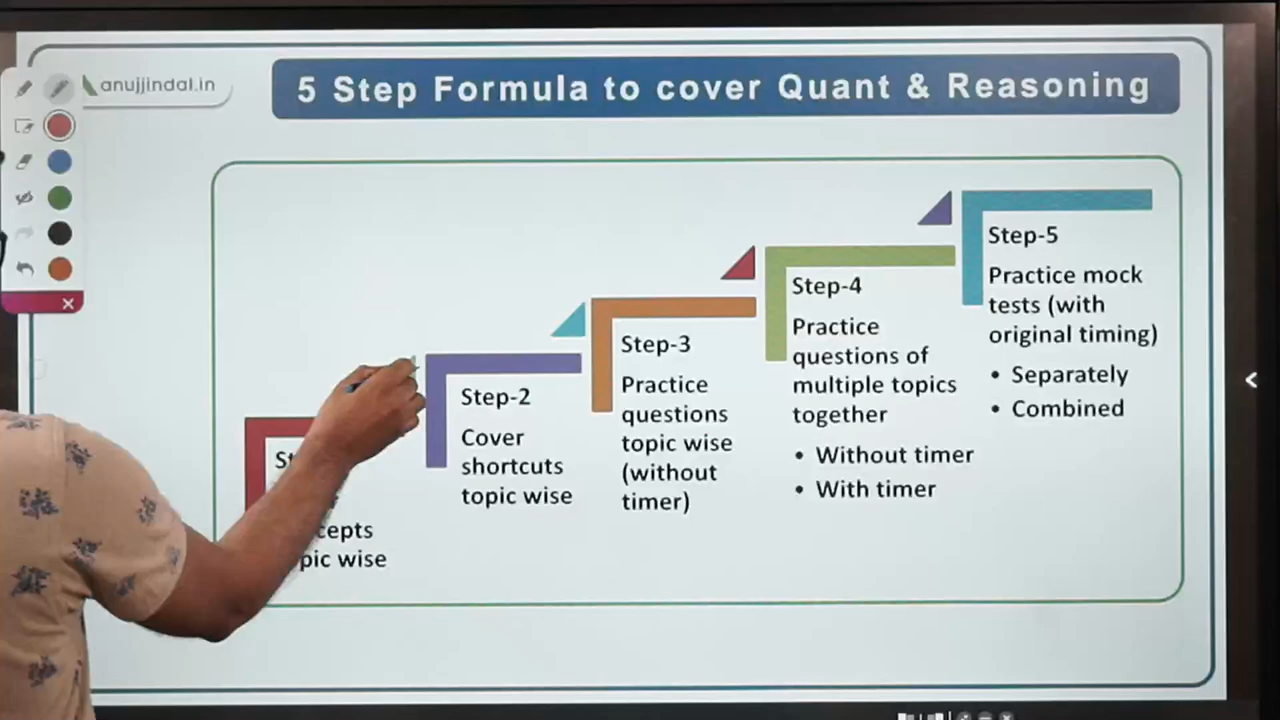 anujjindal.in
5 Step Formula to cover Quant & Reasoning
topic wise
Step-2
Cover
shortcuts
topic wise
Step-3
Practice
questions
topic wise
(without
timer)
Step-4
Practice
questions of
multiple topics
together
• Without timer
• With timer
Step-5
Practice mock
tests (with
original timing)
• Separately
• Combined